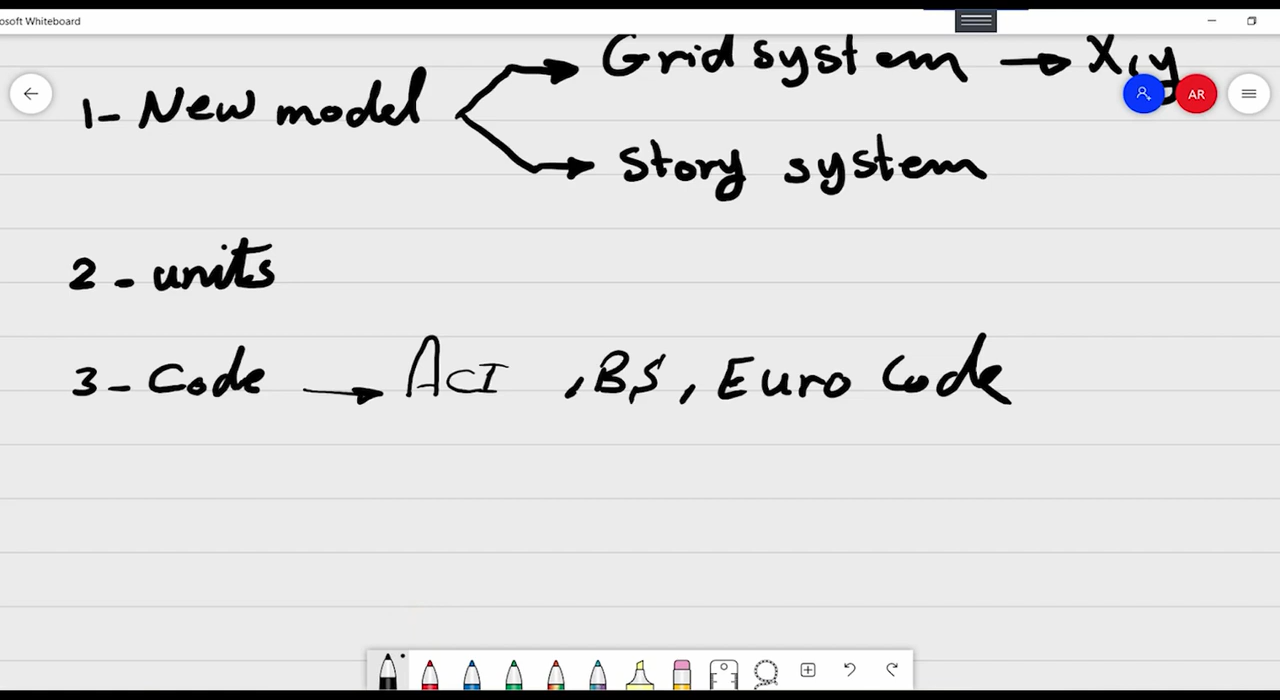 osoft Whiteboard
Grid system → X, y
1- New model
Story system
AR
2 - units
3 - Code → ACI , BS , Euro Code